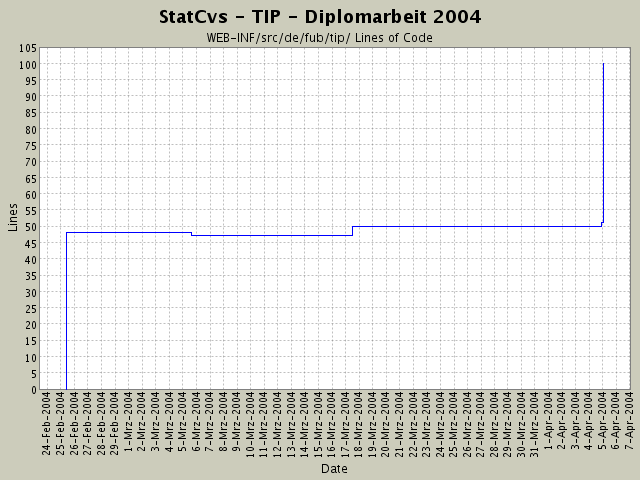 StatCvs - TIP - Diplomarbeit 2004
WEB-INF/src/de/fub/tip/ Lines of Code
105
100
95
90
85
80
75
70
65
60
55
50
45
40
35
30
25
20
15
10
5
0
Lines
24-Feb-2004
25-Feb-2004
26-Feb-2004
27-Feb-2004
28-Feb-2004
29-Feb-2004
1-Mrz-2004
2-Mrz-2004
3-Mrz-2004
4-Mrz-2004
5-Mrz-2004
6-Mrz-2004
7-Mrz-2004
8-Mrz-2004
9-Mrz-2004
10-Mrz-2004
11-Mrz-2004
12-Mrz-2004
13-Mrz-2004
14-Mrz-2004
15-Mrz-2004
16-Mrz-2004
17-Mrz-2004
18-Mrz-2004
19-Mrz-2004
20-Mrz-2004
21-Mrz-2004
22-Mrz-2004
23-Mrz-2004
24-Mrz-2004
25-Mrz-2004
26-Mrz-2004
27-Mrz-2004
28-Mrz-2004
29-Mrz-2004
30-Mrz-2004
31-Mrz-2004
1-Apr-2004
2-Apr-2004
3-Apr-2004
4-Apr-2004
5-Apr-2004
6-Apr-2004
7-Apr-2004
Date